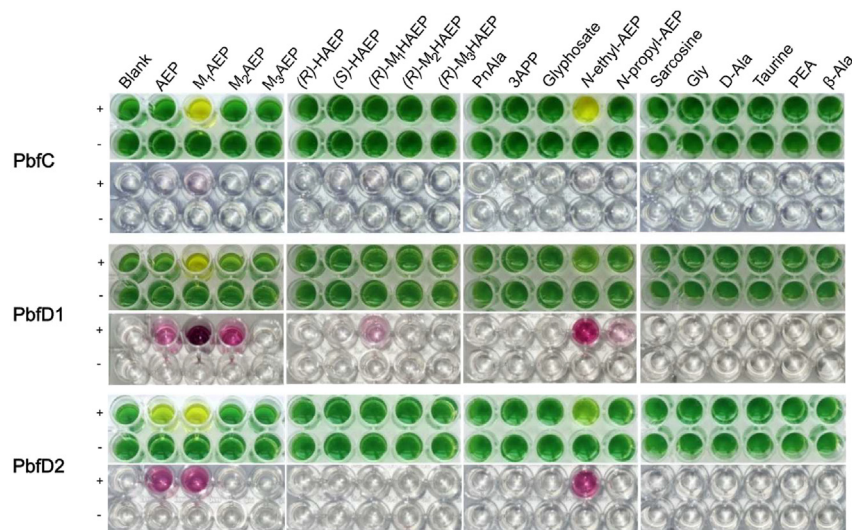 Blank
AEP
M₁AEP
M₂AEP
M₃AEP
(R)-HAEP
(S)-HAEP
(R)-M₁HAEP
(R)-M₂HAEP
(R)-M₃HAEP
PnAla
3APP
Glyphosate
N-ethyl-AEP
N-propyl-AEP
Sarcosine
Gly
D-Ala
Taurine
PEA
β-Ala
PbfC
+
-
+
-
PbfD1
+
-
+
-
PbfD2
+
-
+
-